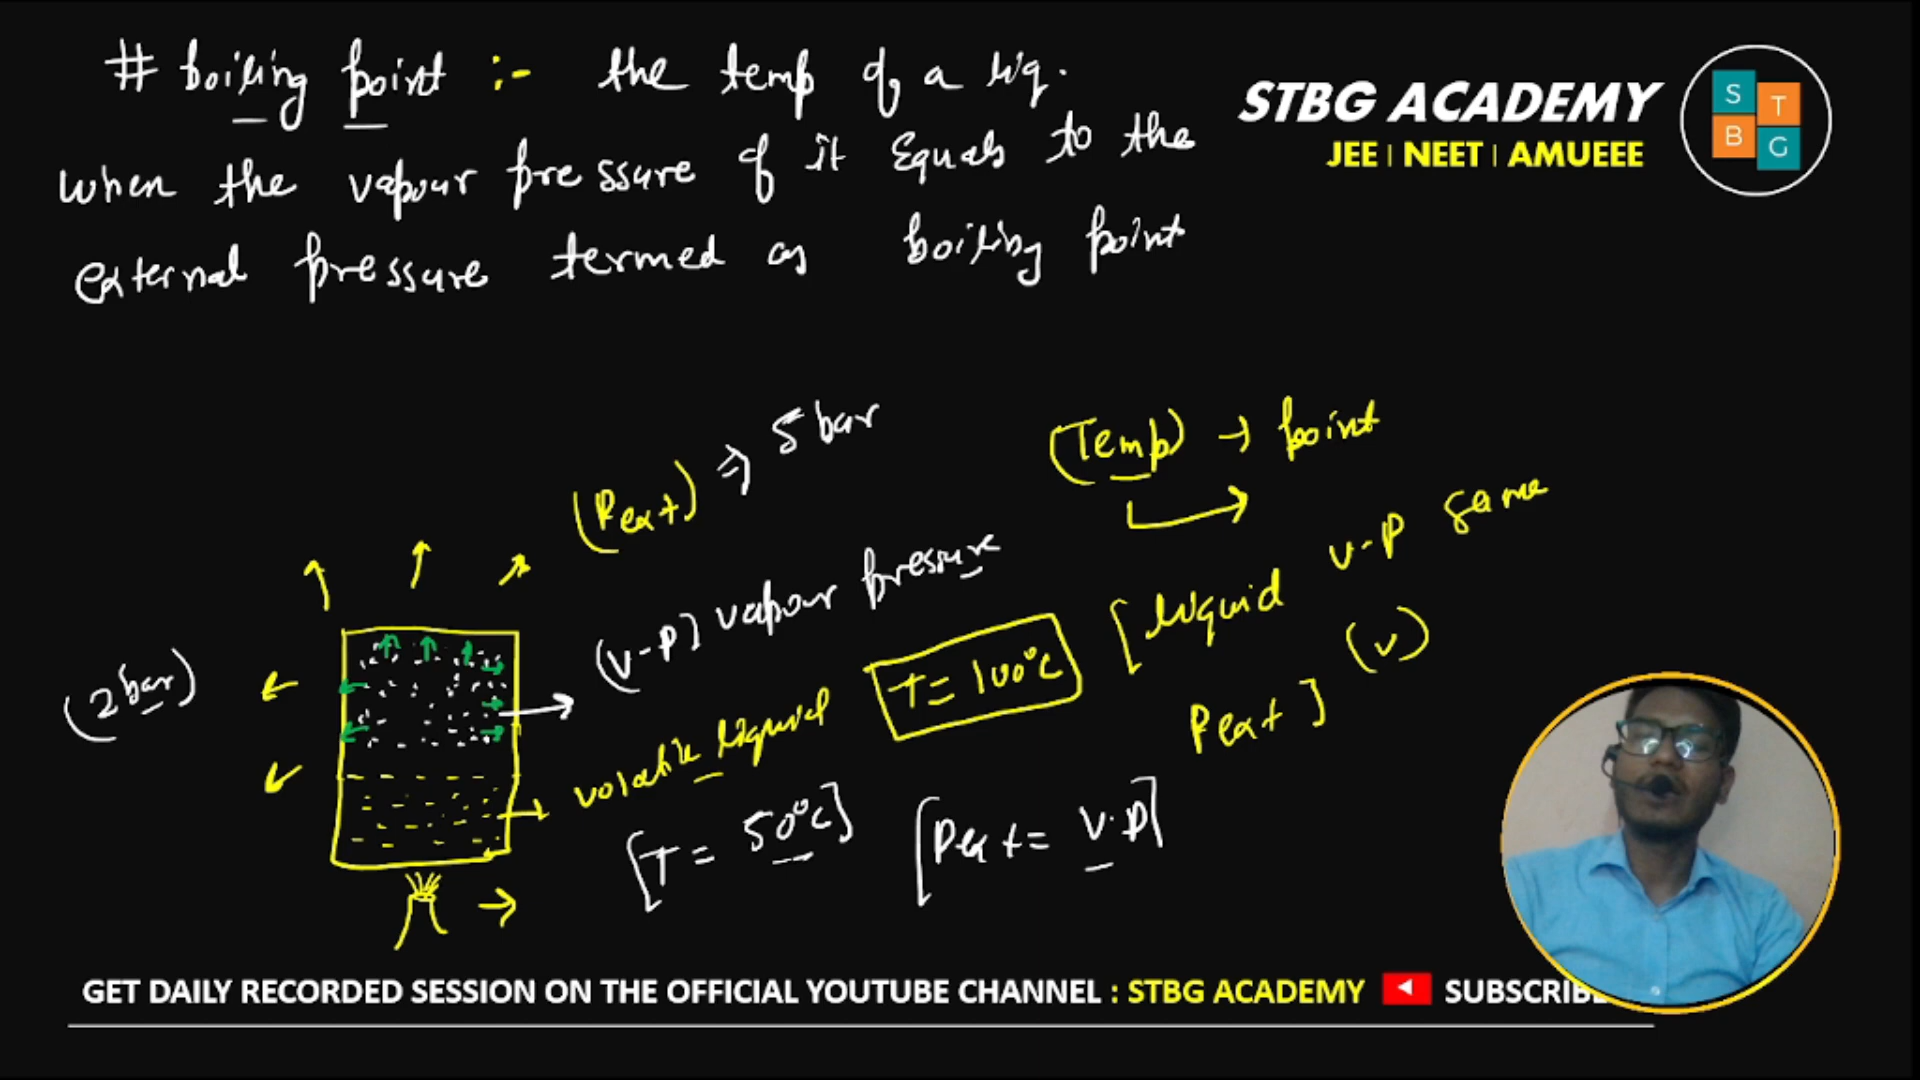 # boiling point :- the temp of a liq.
when the vapour pressure of it Equals to the
external pressure termed as boiling point
STBG ACADEMY
JEE | NEET | AMUEEE
S T
B G
(Pext) ⇒ 5 bar
(Temp) → point
(V-P] vapour pressure
[liquid V-P same
Pext ] (v)
(2 bar)
T = 100°C
volatile liquid
[T = 50°C]
[Pext = V.P]
GET DAILY RECORDED SESSION ON THE OFFICIAL YOUTUBE CHANNEL : STBG ACADEMY SUBSCRIBE